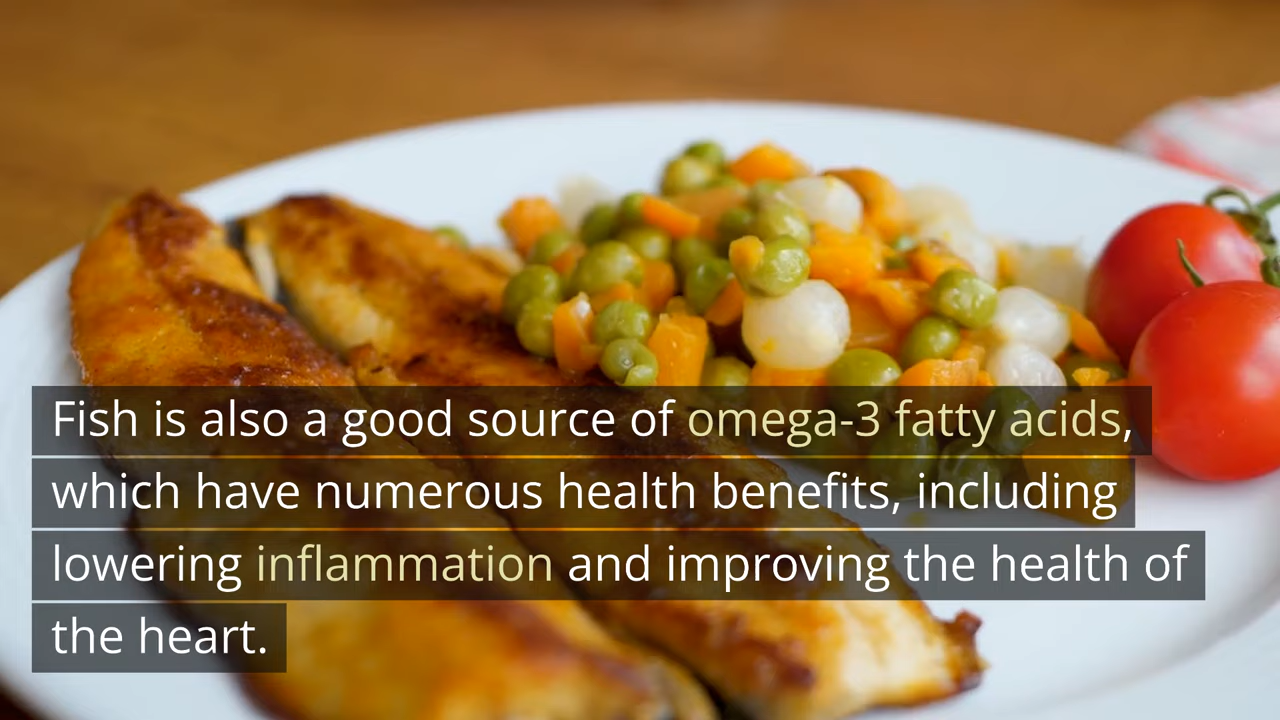 Fish is also a good source of omega-3 fatty acids,
which have numerous health benefits, including
lowering inflammation and improving the health of
the heart.